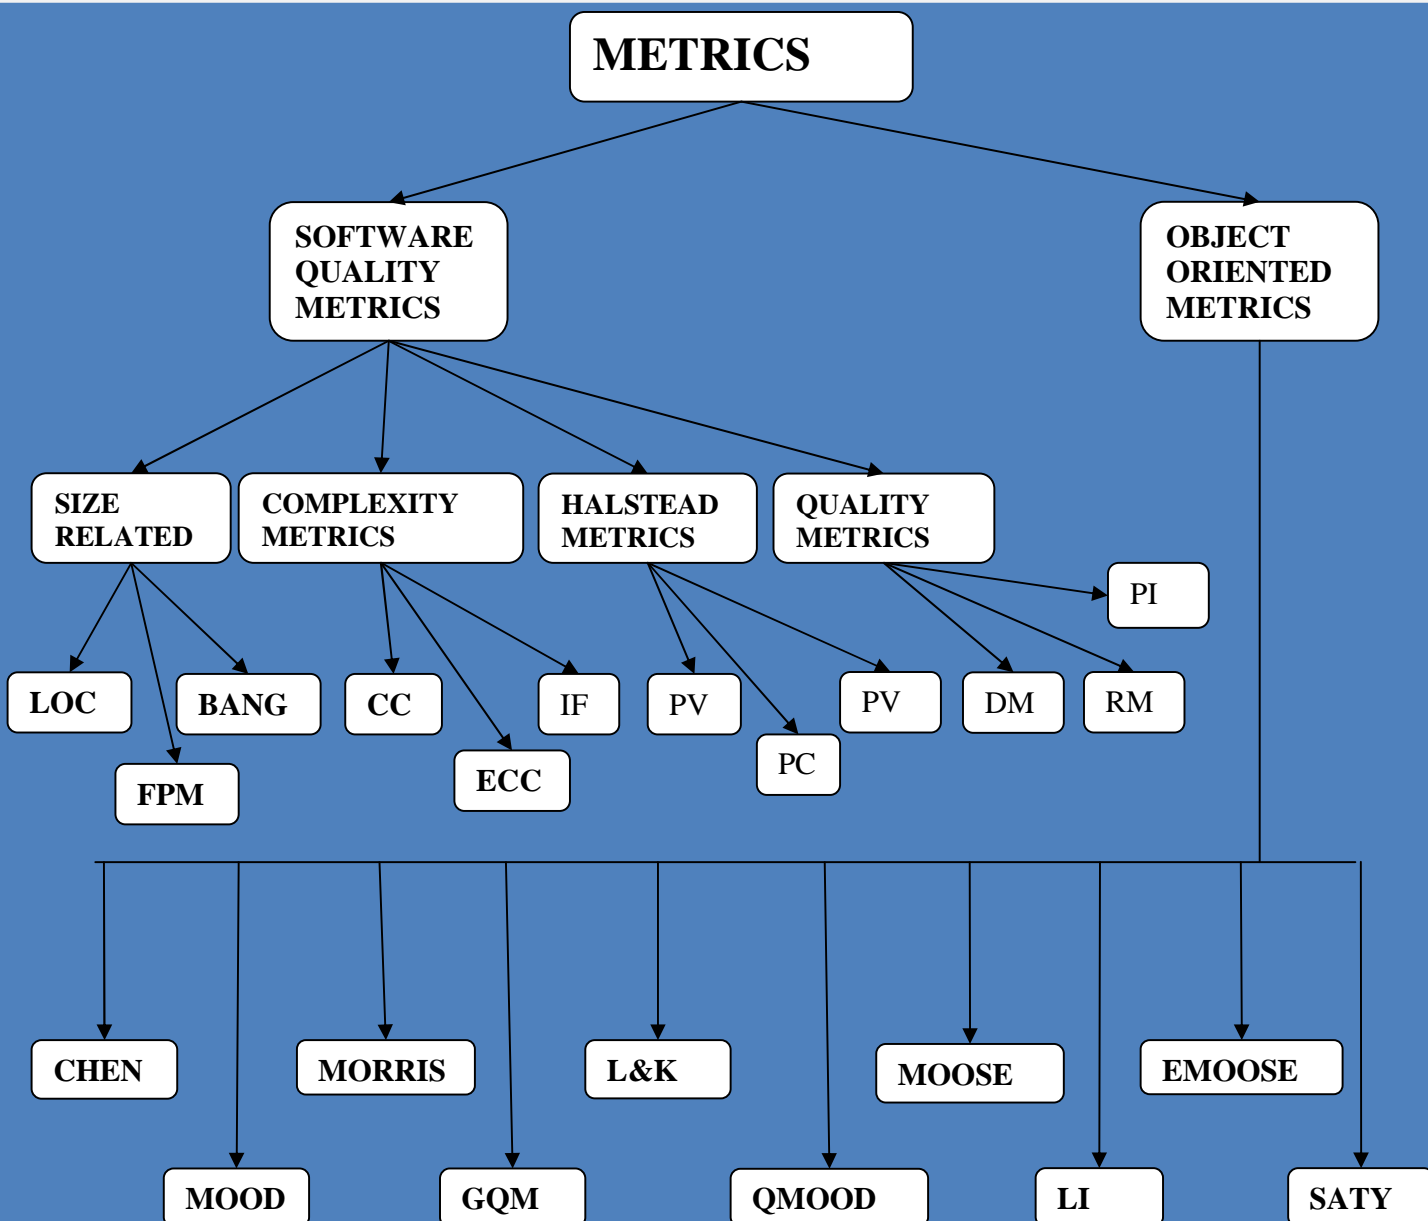 METRICS
SOFTWARE
QUALITY
METRICS
OBJECT
ORIENTED
METRICS
SIZE
RELATED
COMPLEXITY
METRICS
HALSTEAD
METRICS
QUALITY
METRICS
PI
LOC
BANG
CC
IF
PV
PV
DM
RM
FPM
ECC
PC
CHEN
MORRIS
L&K
MOOSE
EMOOSE
MOOD
GQM
QMOOD
LI
SATY